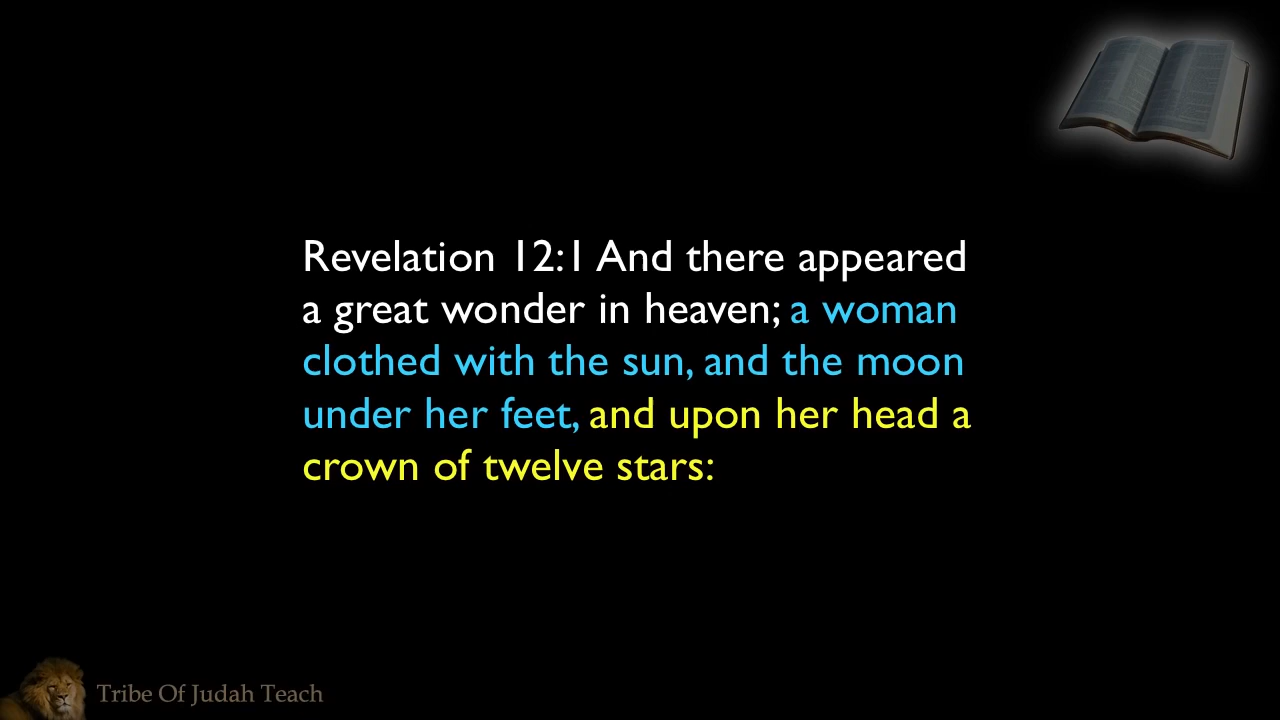 Revelation 12:1 And there appeared
a great wonder in heaven; a woman
clothed with the sun, and the moon
under her feet, and upon her head a
crown of twelve stars:
Tribe Of Judah Teach